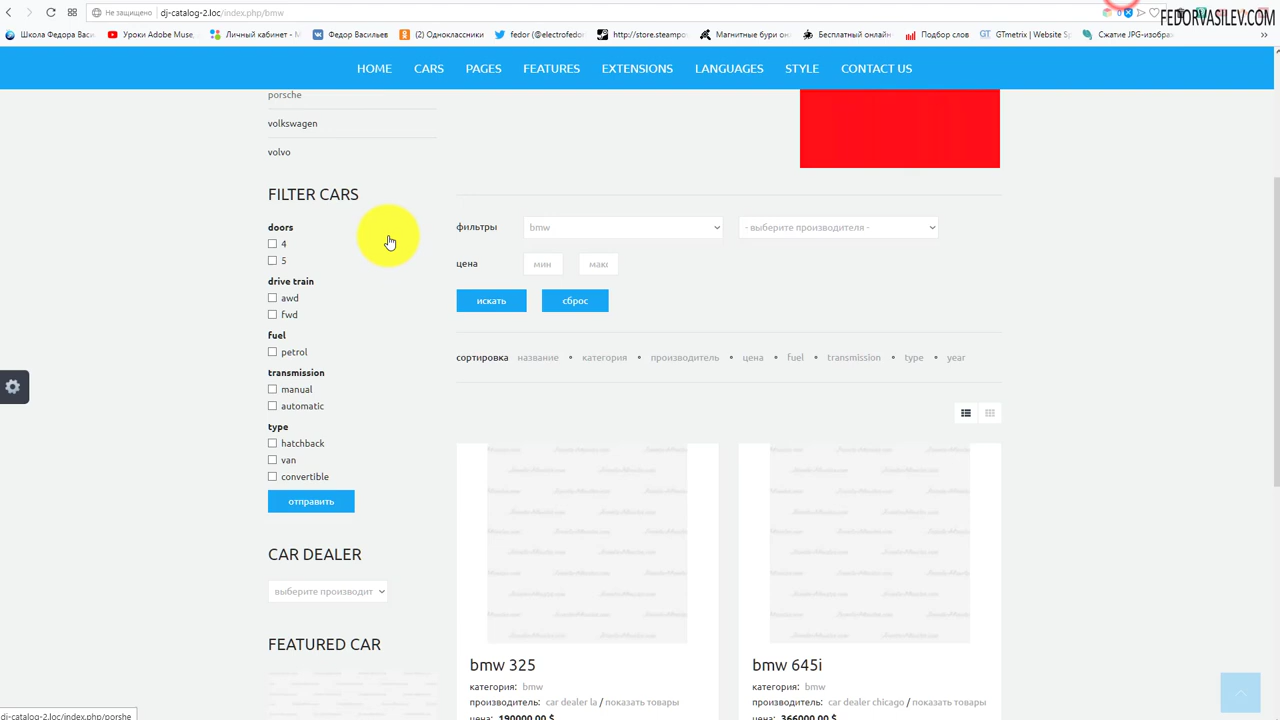 Не защищено dj-catalog-2.loc/index.php/bmw
FEDORVASILEV.COM
Школа Федора Васи Уроки Adobe Muse, Личный кабинет - М Федор Васильев (2) Одноклассники fedor (@electrofedor http://store.steampo Магнитные бури он Бесплатный онлайн Подбор слов GTmetrix | Website S Сжатие JPG-изобра
HOME CARS PAGES FEATURES EXTENSIONS LANGUAGES STYLE CONTACT US
porsche
volkswagen
volvo
FILTER CARS
doors
4
5
drive train
awd
fwd
fuel
petrol
transmission
manual
automatic
type
hatchback
van
convertible
отправить
CAR DEALER
выберите производит
FEATURED CAR
фильтры bmw - выберите производителя -
цена мин макс
искать сброс
сортировка название категория производитель цена fuel transmission type year
bmw 325
категория: bmw
производитель: car dealer la / показать товары
цена: 190000.00 $
bmw 645i
категория: bmw
производитель: car dealer chicago / показать товары
цена: 366000.00 $
dj-catalog-2.loc/index.php/porshe